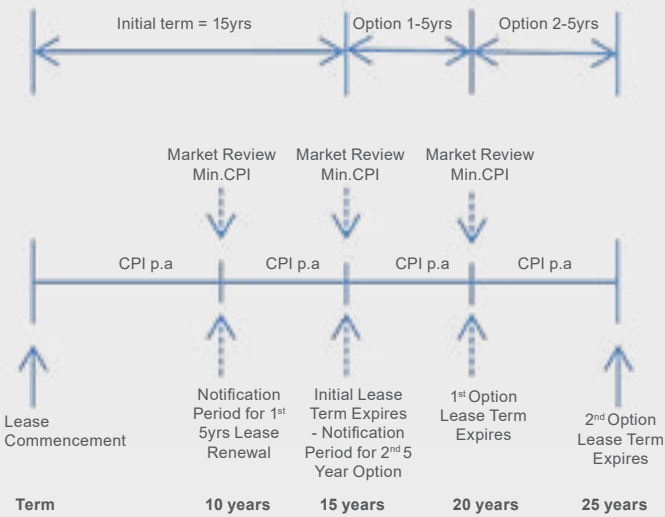 Initial term = 15yrs
Option 1-5yrs
Option 2-5yrs
Market Review
Min.CPI
Market Review
Min.CPI
Market Review
Min.CPI
CPI p.a
CPI p.a
CPI p.a
CPI p.a
Lease
Commencement
Notification
Period for 1st
5yrs Lease
Renewal
Initial Lease
Term Expires
- Notification
Period for 2nd 5
Year Option
1st Option
Lease Term
Expires
2nd Option
Lease Term
Expires
Term
10 years
15 years
20 years
25 years